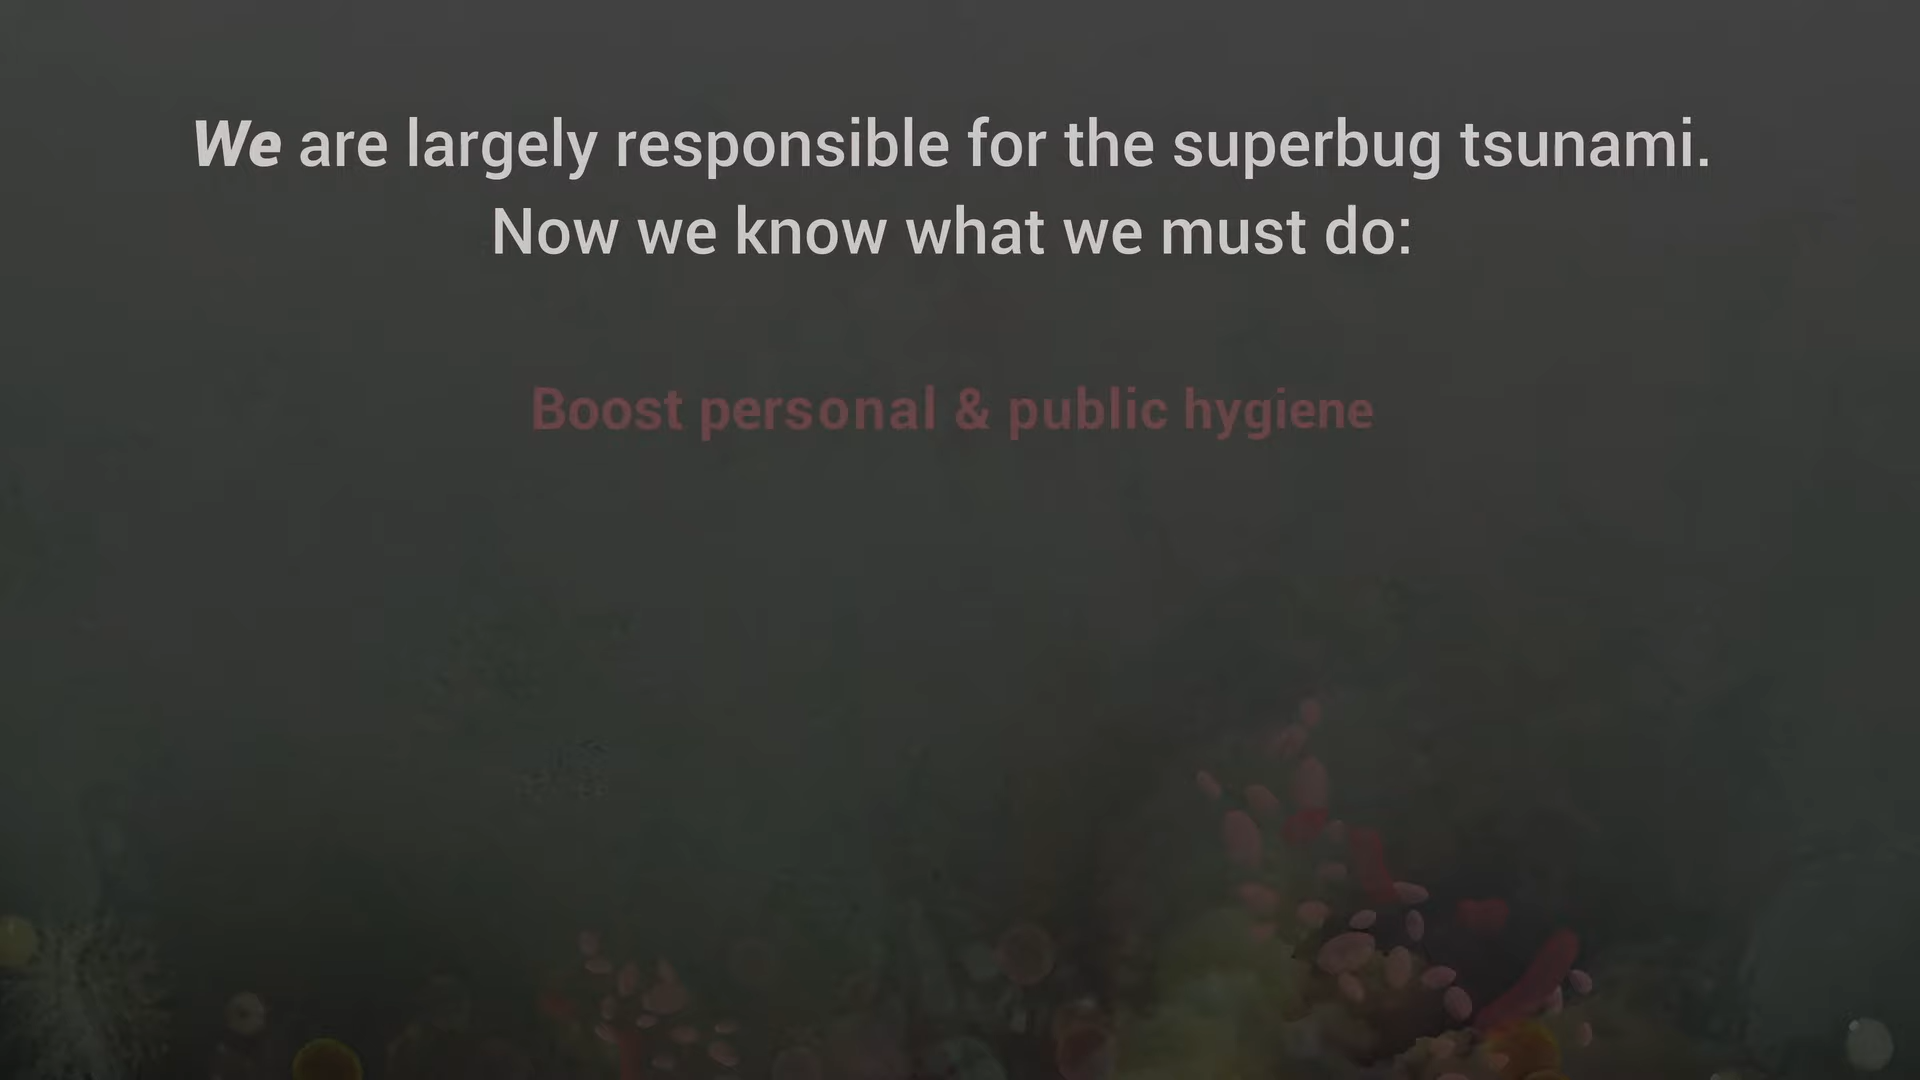 We are largely responsible for the superbug tsunami.
Now we know what we must do:
Boost personal & public hygiene